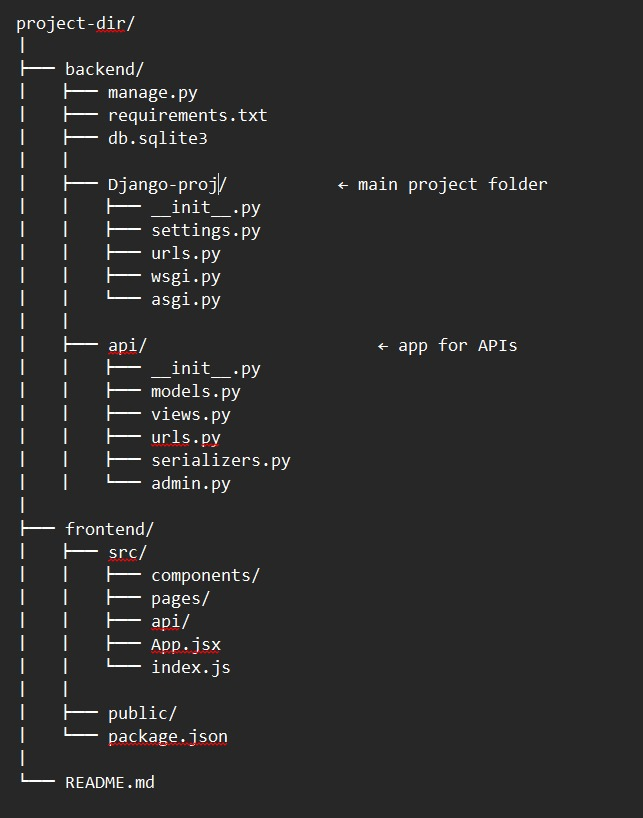 project-dir/
|
├── backend/
|   ├── manage.py
|   ├── requirements.txt
|   ├── db.sqlite3
|   |
|   ├── Django-proj/          ← main project folder
|   |   ├── __init__.py
|   |   ├── settings.py
|   |   ├── urls.py
|   |   ├── wsgi.py
|   |   └── asgi.py
|   |
|   ├── api/                  ← app for APIs
|   |   ├── __init__.py
|   |   ├── models.py
|   |   ├── views.py
|   |   ├── urls.py
|   |   ├── serializers.py
|   |   └── admin.py
|
├── frontend/
|   ├── src/
|   |   ├── components/
|   |   ├── pages/
|   |   ├── api/
|   |   ├── App.jsx
|   |   └── index.js
|   |
|   ├── public/
|   └── package.json
|
└── README.md